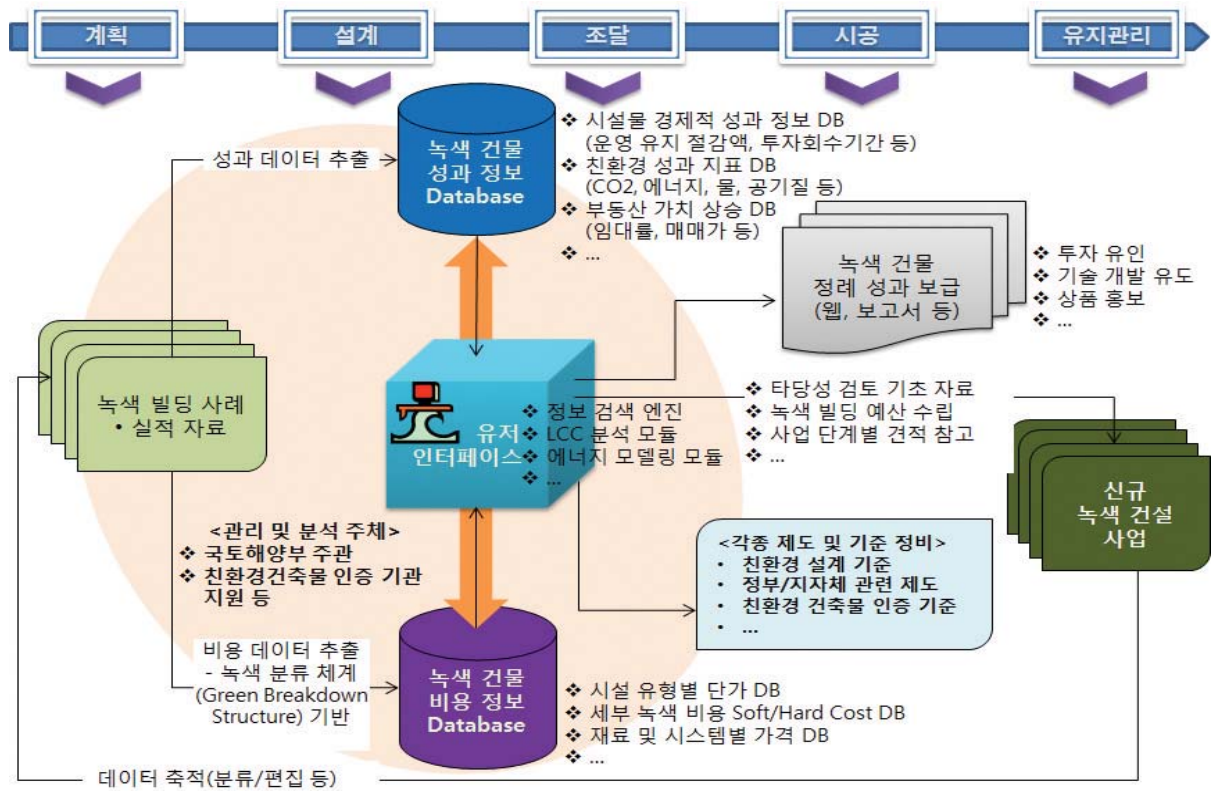 계획
설계
조달
시공
유지관리
성과 데이터 추출
녹색 건물
성과 정보
Database
❖ 시설물 경제적 성과 정보 DB
(운영 유지 절감액, 투자회수기간 등)
❖ 친환경 성과 지표 DB
(CO2, 에너지, 물, 공기질 등)
❖ 부동산 가치 상승 DB
(임대률, 매매가 등)
❖ ...
녹색 건물
정례 성과 보급
(웹, 보고서 등)
❖ 투자 유인
❖ 기술 개발 유도
❖ 상품 홍보
❖ ...
녹색 빌딩 사례
• 실적 자료
유저
인터페이스
❖ 정보 검색 엔진
❖ LCC 분석 모듈
❖ 에너지 모델링 모듈
❖ ...
❖ 타당성 검토 기초 자료
❖ 녹색 빌딩 예산 수립
❖ 사업 단계별 견적 참고
❖ ...
신규
녹색 건설
사업
<관리 및 분석 주체>
❖ 국토해양부 주관
❖ 친환경건축물 인증 기관
지원 등
<각종 제도 및 기준 정비>
• 친환경 설계 기준
• 정부/지자체 관련 제도
• 친환경 건축물 인증 기준
• ...
비용 데이터 추출
- 녹색 분류 체계
(Green Breakdown
Structure) 기반
녹색 건물
비용 정보
Database
❖ 시설 유형별 단가 DB
❖ 세부 녹색 비용 Soft/Hard Cost DB
❖ 재료 및 시스템별 가격 DB
❖ ...
데이터 축적(분류/편집 등)